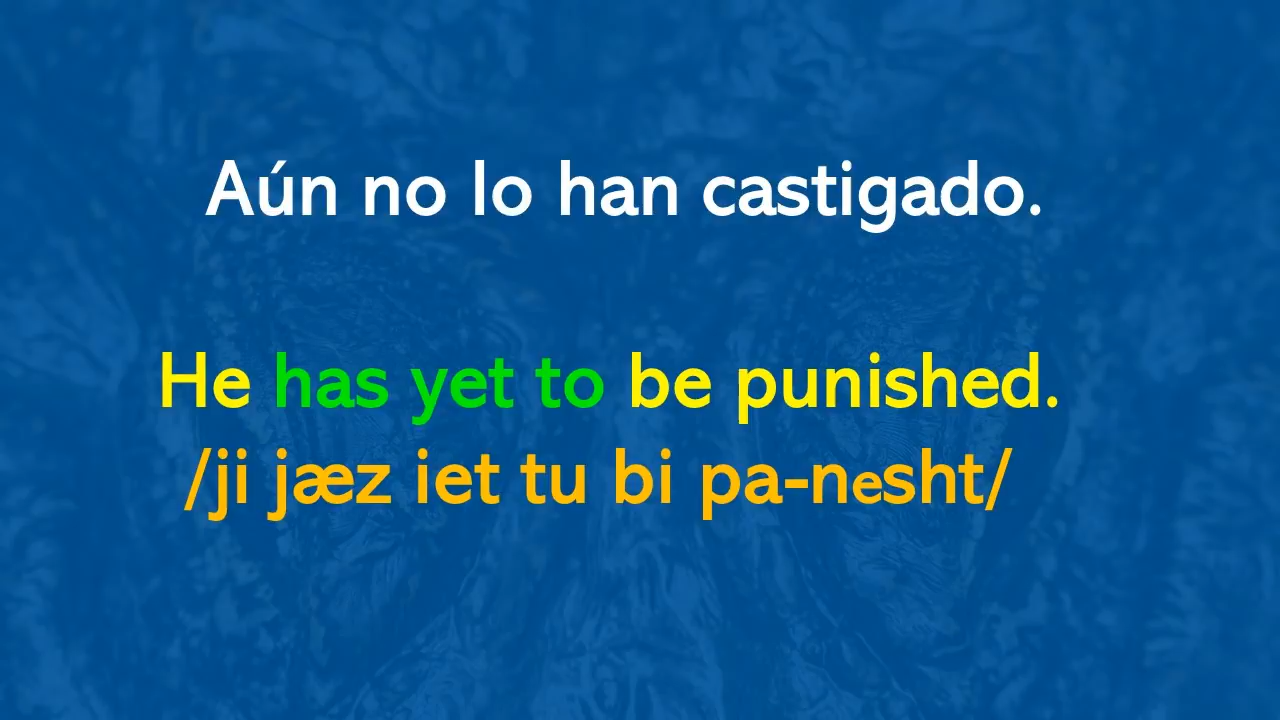 Aún no lo han castigado.
He has yet to be punished.
/ji jæz iet tu bi pa-nesht/